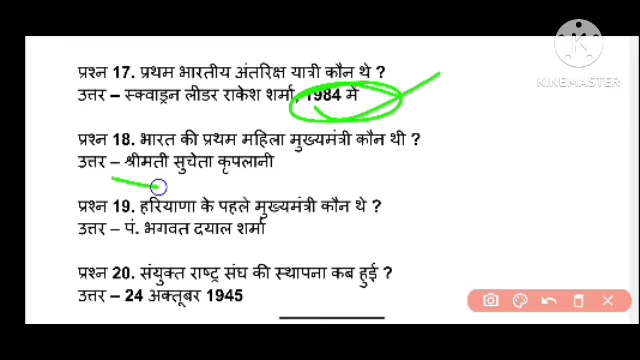 KINEMASTER
प्रश्न 17. प्रथम भारतीय अंतरिक्ष यात्री कौन थे ?
उत्तर – स्क्वाड्रन लीडर राकेश शर्मा, 1984 में
प्रश्न 18. भारत की प्रथम महिला मुख्यमंत्री कौन थी ?
उत्तर – श्रीमती सुचेता कृपलानी
प्रश्न 19. हरियाणा के पहले मुख्यमंत्री कौन थे ?
उत्तर – पं. भगवत दयाल शर्मा
प्रश्न 20. संयुक्त राष्ट्र संघ की स्थापना कब हुई ?
उत्तर – 24 अक्तूबर 1945